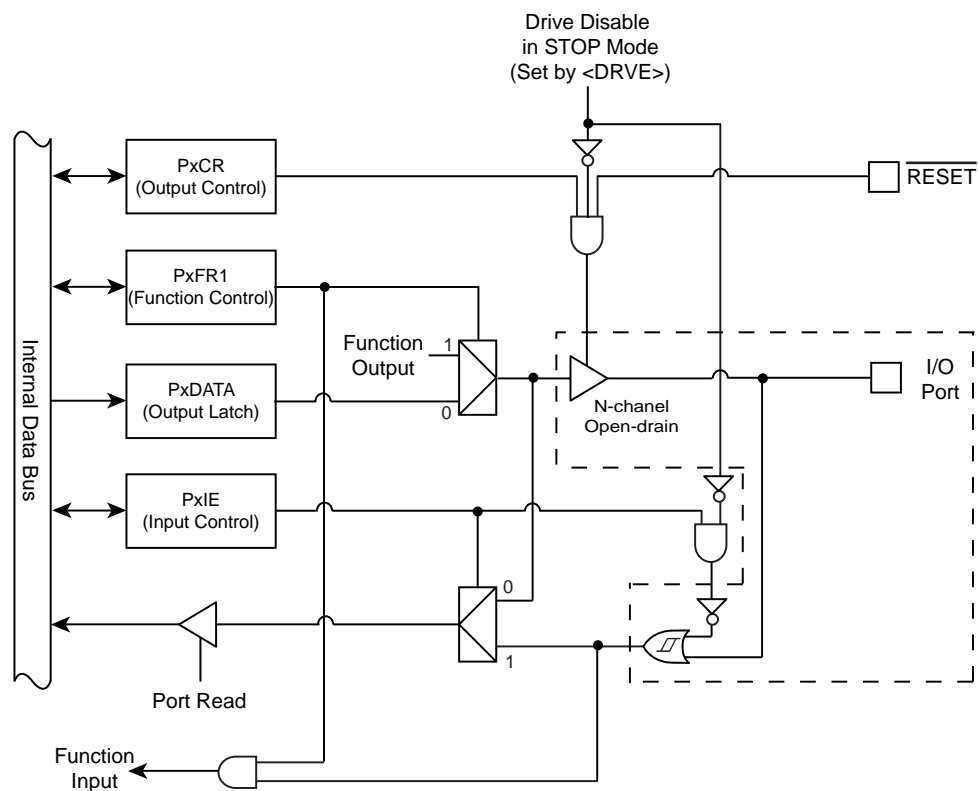 Drive Disable
in STOP Mode
(Set by <DRVE>)
PxCR
(Output Control)
RESET
PxFR1
(Function Control)
Function
Output
1
0
I/O
Port
Internal Data Bus
PxDATA
(Output Latch)
N-chanel
Open-drain
PxIE
(Input Control)
0
1
Port Read
Function
Input